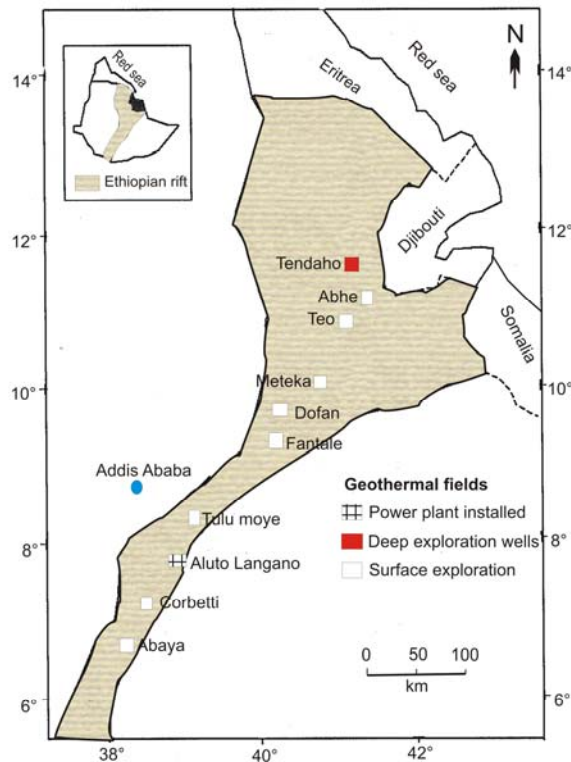 N
14°
14°
Red sea
Eritrea
Red sea
Ethiopian rift
12°
12°
Djibouti
Somalia
Tendaho
Abhe
Teo
10°
10°
Meteka
Dofan
Fantale
Addis Ababa
Geothermal fields
Power plant installed
Deep exploration wells
Surface exploration
Tulu moye
8°
8°
Aluto Langano
Corbetti
Abaya
0 50 100
km
6°
6°
38° 40° 42°